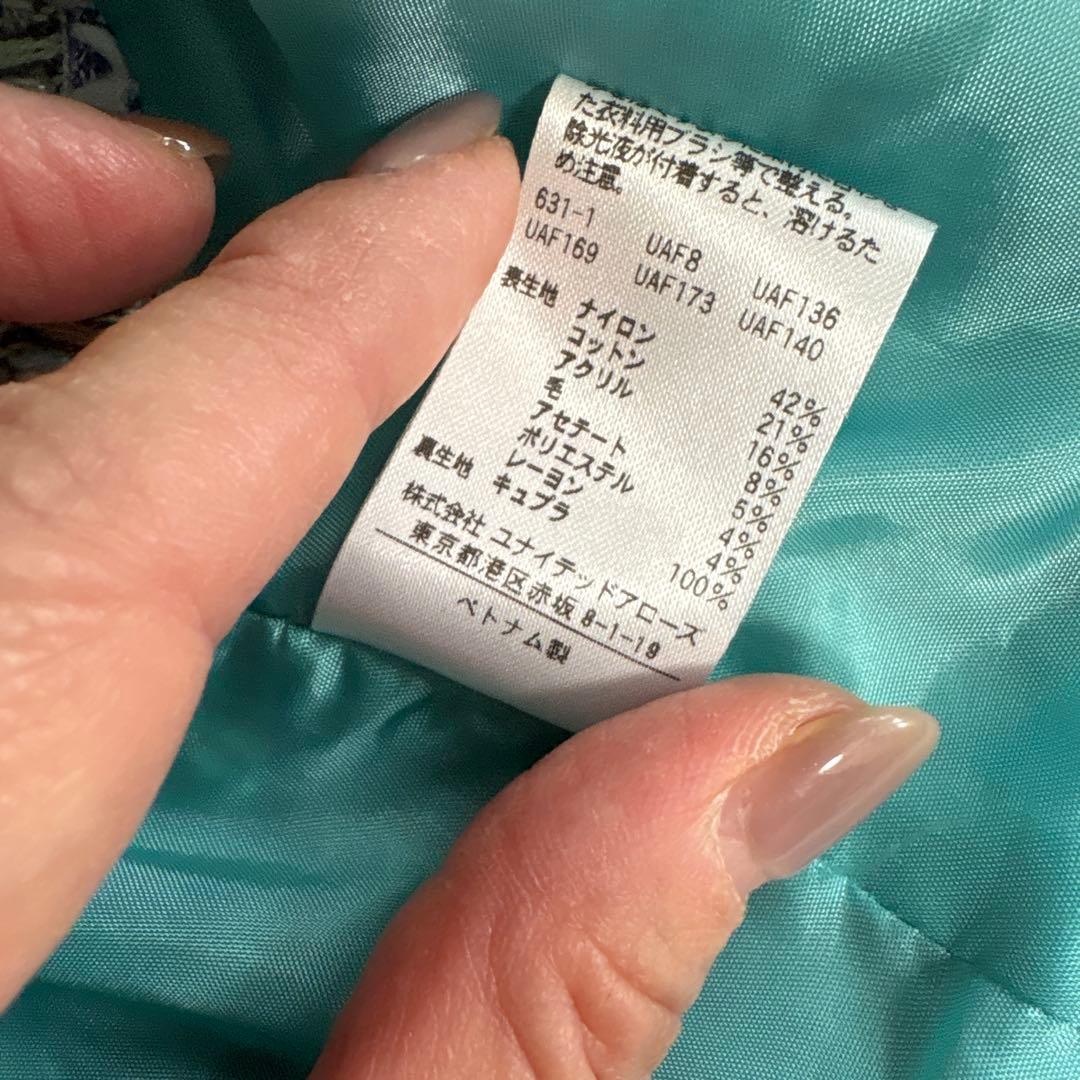 た衣料用ブラシ等で整える。
除光液が付着すると、溶けるた
め注意。
631-1 UAF8 UAF136
UAF169 UAF173 UAF140
表生地 ナイロン 42%
コットン 21%
アクリル 16%
毛 8%
アセテート 5%
ポリエステル 4%
レーヨン 4%
裏生地 キュプラ 100%
株式会社 ユナイテッドアローズ
東京都港区赤坂 8-1-19
ベトナム製